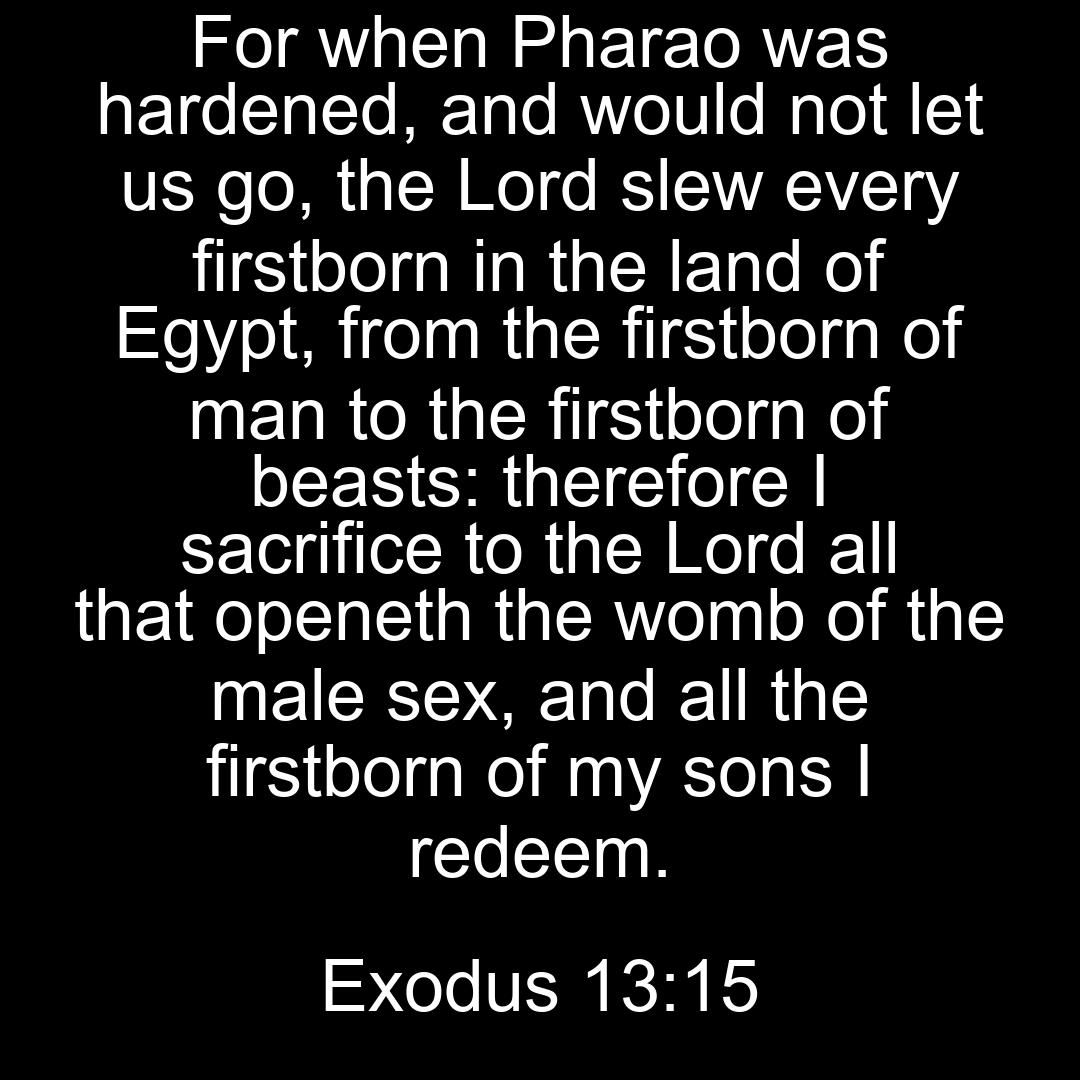 For when Pharao was
hardened, and would not let
us go, the Lord slew every
firstborn in the land of
Egypt, from the firstborn of
man to the firstborn of
beasts: therefore I
sacrifice to the Lord all
that openeth the womb of the
male sex, and all the
firstborn of my sons I
redeem.
Exodus 13:15